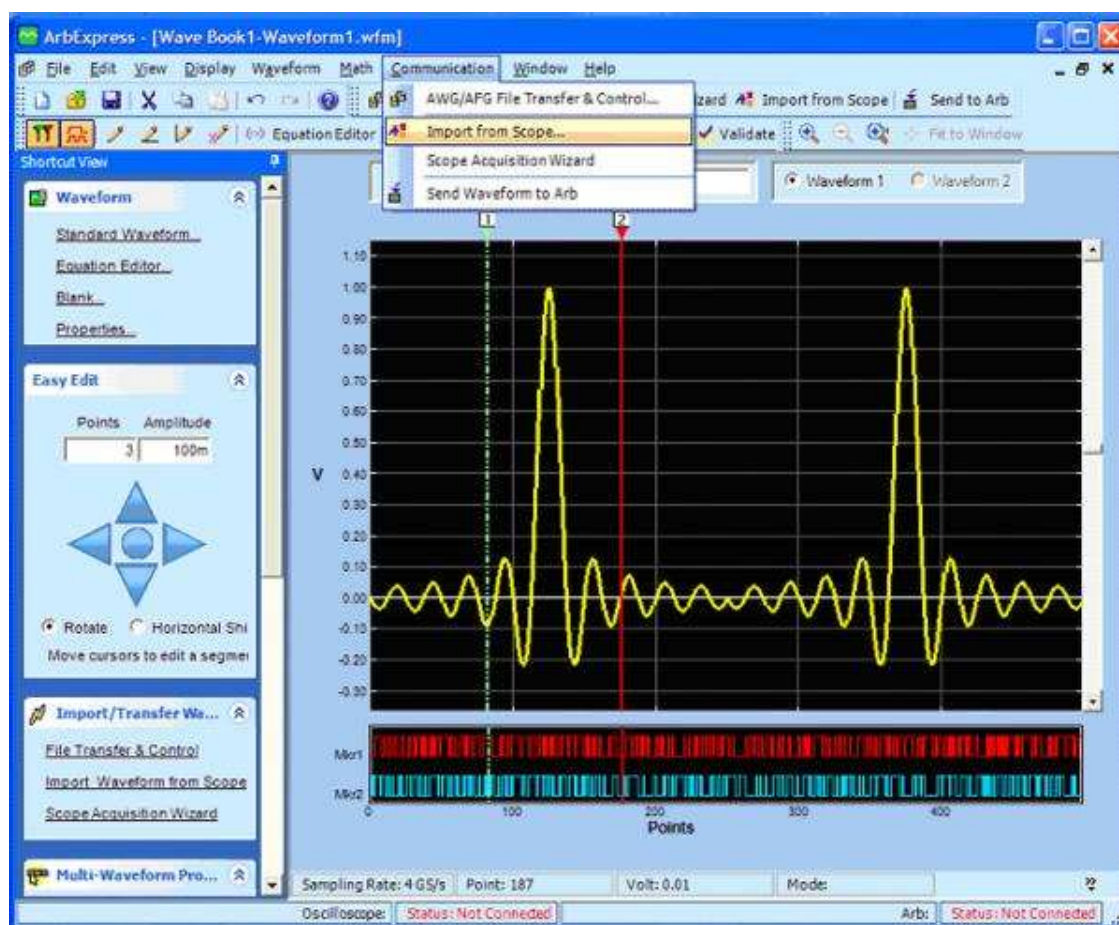 ArbExpress - [Wave Book1-Waveform1.wfm]
File Edit View Display Waveform Math Communication Window Help
AWG/AFG File Transfer & Control...
Import from Scope...
Scope Acquisition Wizard
Send Waveform to Arb
zard Import from Scope Send to Arb
Equation Editor Validate Fit to Window
Shortcut View
Waveform
Standard Waveform...
Equation Editor...
Blank...
Properties...
Easy Edit
Points Amplitude
3 100m
Rotate Horizontal Shi
Move cursors to edit a segmen
Import/Transfer Wa...
File Transfer & Control
Import Waveform from Scope
Scope Acquisition Wizard
Multi-Waveform Pro...
Waveform 1 Waveform 2
1 2
1.10
1.00
0.90
0.80
0.70
0.60
0.50
V 0.40
0.30
0.20
0.10
0.00
-0.10
-0.20
-0.30
Mkr1
Mkr2
0 100 200 300 400
Points
Sampling Rate: 4 GS/s Point: 187 Volt: 0.01 Mode:
Oscilloscope: Status: Not Connected Arb: Status: Not Connected